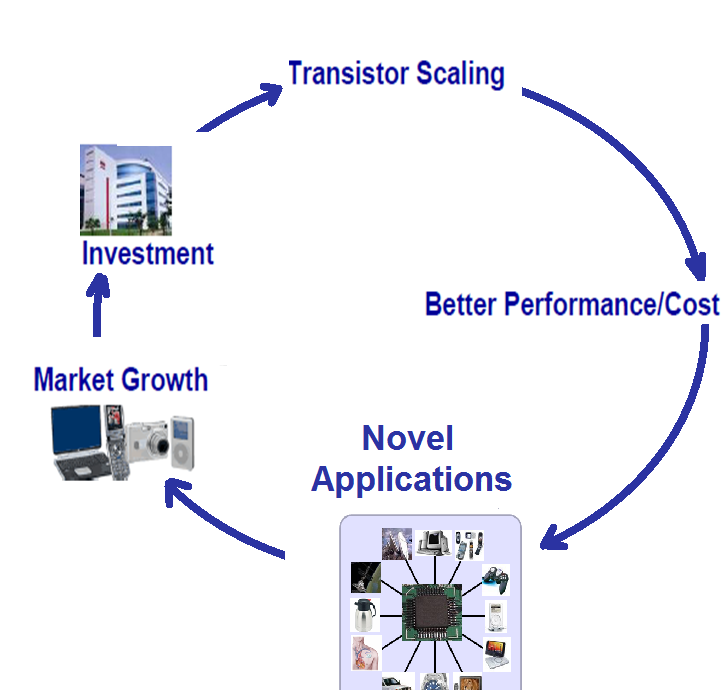 Transistor Scaling
Better Performance/Cost
Novel
Applications
Market Growth
Investment